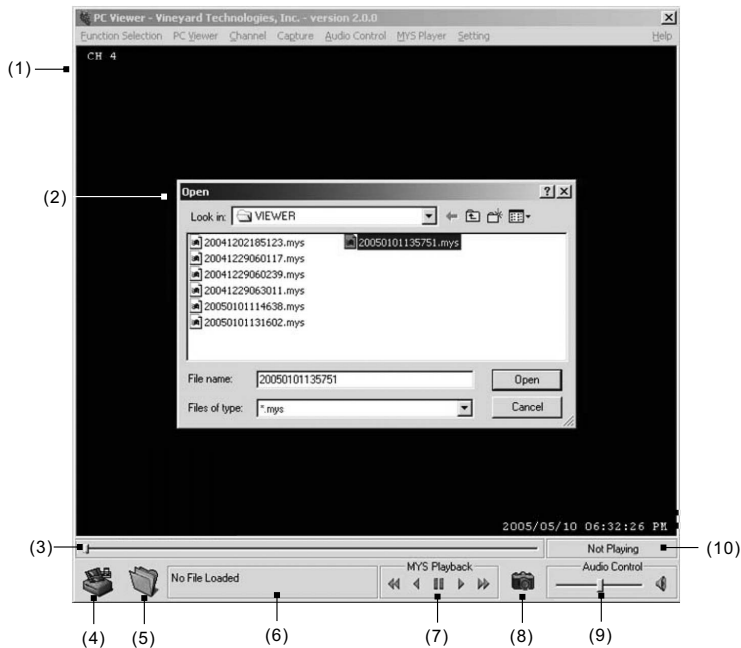 PC Viewer - Vineyard Technologies, Inc. - version 2.0.0
Function Selection PC Viewer Channel Capture Audio Control MYS Player Setting Help
(1)
CH 4
(2)
Open
Look in: VIEWER
20041202185123.mys 20050101135751.mys
20041229060117.mys
20041229060239.mys
20041229063011.mys
20050101114638.mys
20050101131602.mys
File name: 20050101135751 Open
Files of type: *.mys Cancel
2005/05/10 06:32:26 PM
(3) Not Playing (10)
No File Loaded MYS Playback Audio Control
(4) (5) (6) (7) (8) (9)